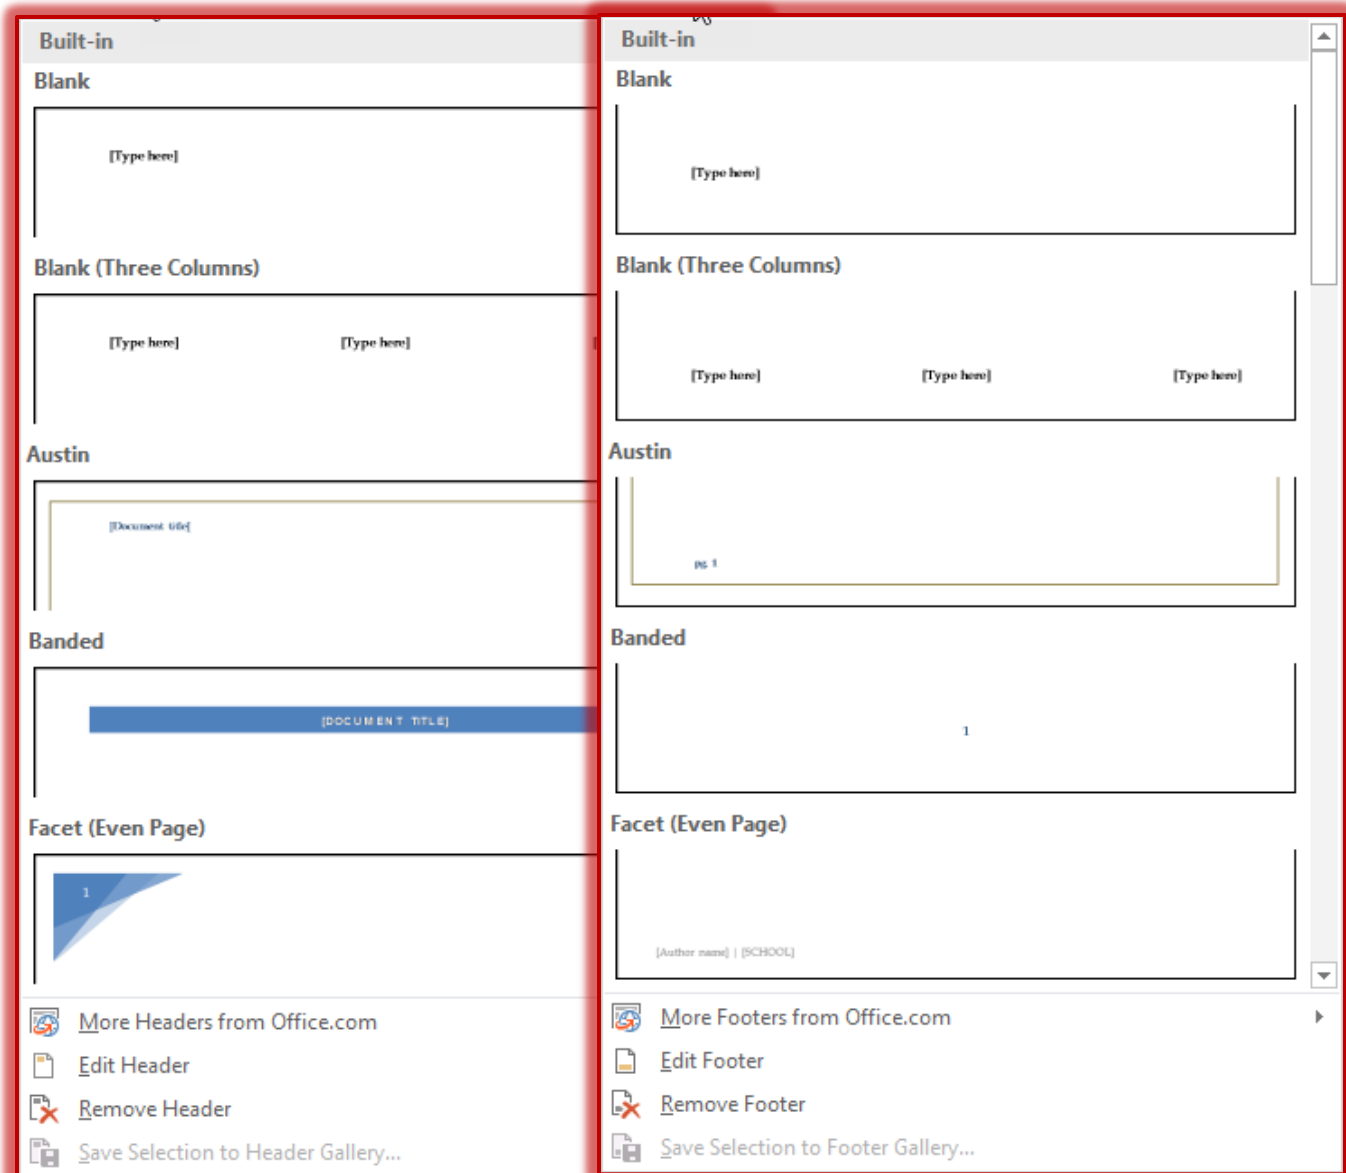 Built-in
Blank
[Type here]
Blank (Three Columns)
[Type here] [Type here]
Austin
[Document title]
Banded
[DOCUMENT TITLE]
Facet (Even Page)
1
More Headers from Office.com
Edit Header
Remove Header
Save Selection to Header Gallery...
Built-in
Blank
[Type here]
Blank (Three Columns)
[Type here] [Type here] [Type here]
Austin
pg. 1
Banded
1
Facet (Even Page)
[Author name] | [SCHOOL]
More Footers from Office.com
Edit Footer
Remove Footer
Save Selection to Footer Gallery...